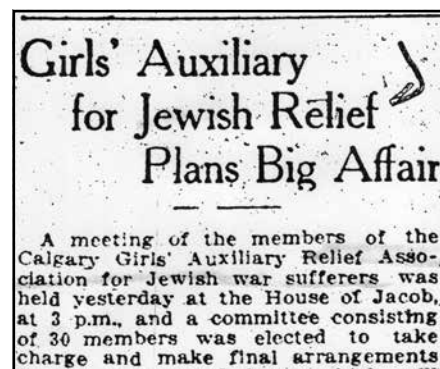 Girls' Auxiliary
for Jewish Relief
Plans Big Affair
A meeting of the members of the
Calgary Girls' Auxiliary Relief Asso-
ciation for Jewish war sufferers was
held yesterday at the House of Jacob,
at 3 p.m., and a committee consisting
of 30 members was elected to take
charge and make final arrangements